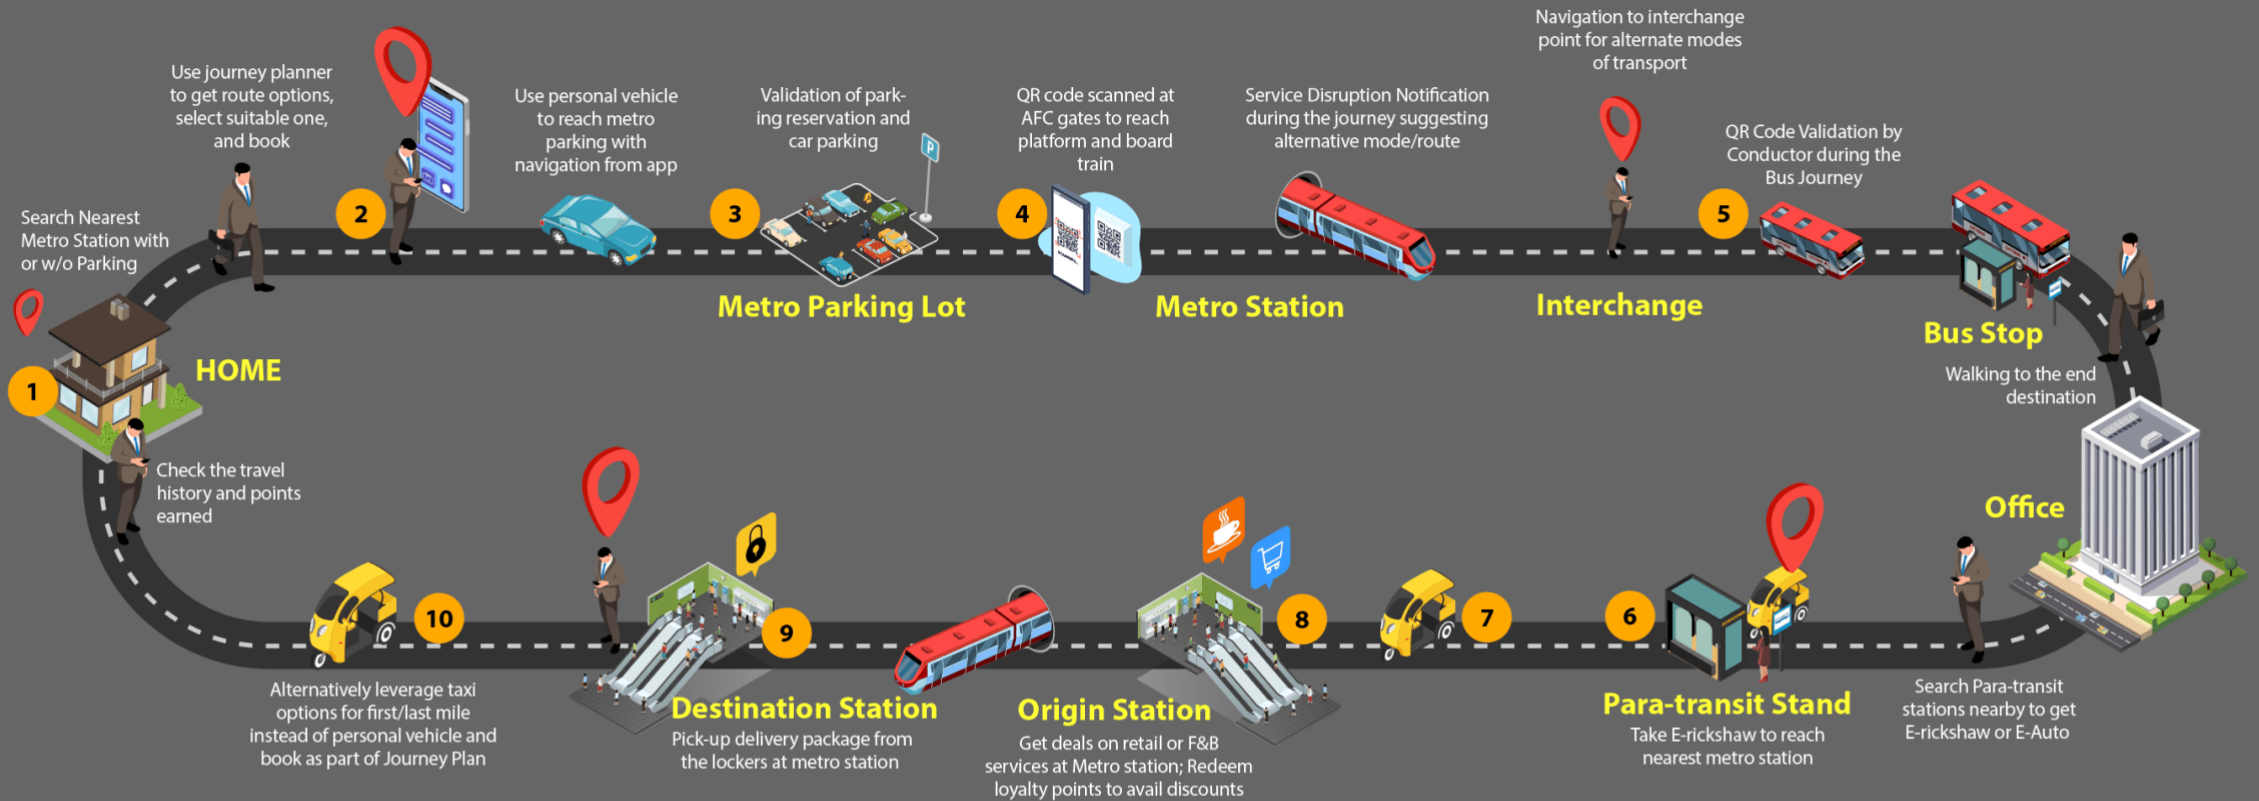 Search Nearest
Metro Station with
or w/o Parking
1
HOME
Use journey planner
to get route options,
select suitable one,
and book
2
Use personal vehicle
to reach metro
parking with
navigation from app
3
Validation of park-
ing reservation and
car parking
P
Metro Parking Lot
4
QR code scanned at
AFC gates to reach
platform and board
train
Metro Station
Service Disruption Notification
during the journey suggesting
alternative mode/route
Navigation to interchange
point for alternate modes
of transport
Interchange
5
QR Code Validation by
Conductor during the
Bus Journey
Bus Stop
Walking to the end
destination
Office
Search Para-transit
stations nearby to get
E-rickshaw or E-Auto
6
Para-transit Stand
Take E-rickshaw to reach
nearest metro station
7
8
Origin Station
Get deals on retail or F&B
services at Metro station; Redeem
loyalty points to avail discounts
9
Destination Station
Pick-up delivery package from
the lockers at metro station
10
Alternatively leverage taxi
options for first/last mile
instead of personal vehicle and
book as part of Journey Plan
Check the travel
history and points
earned